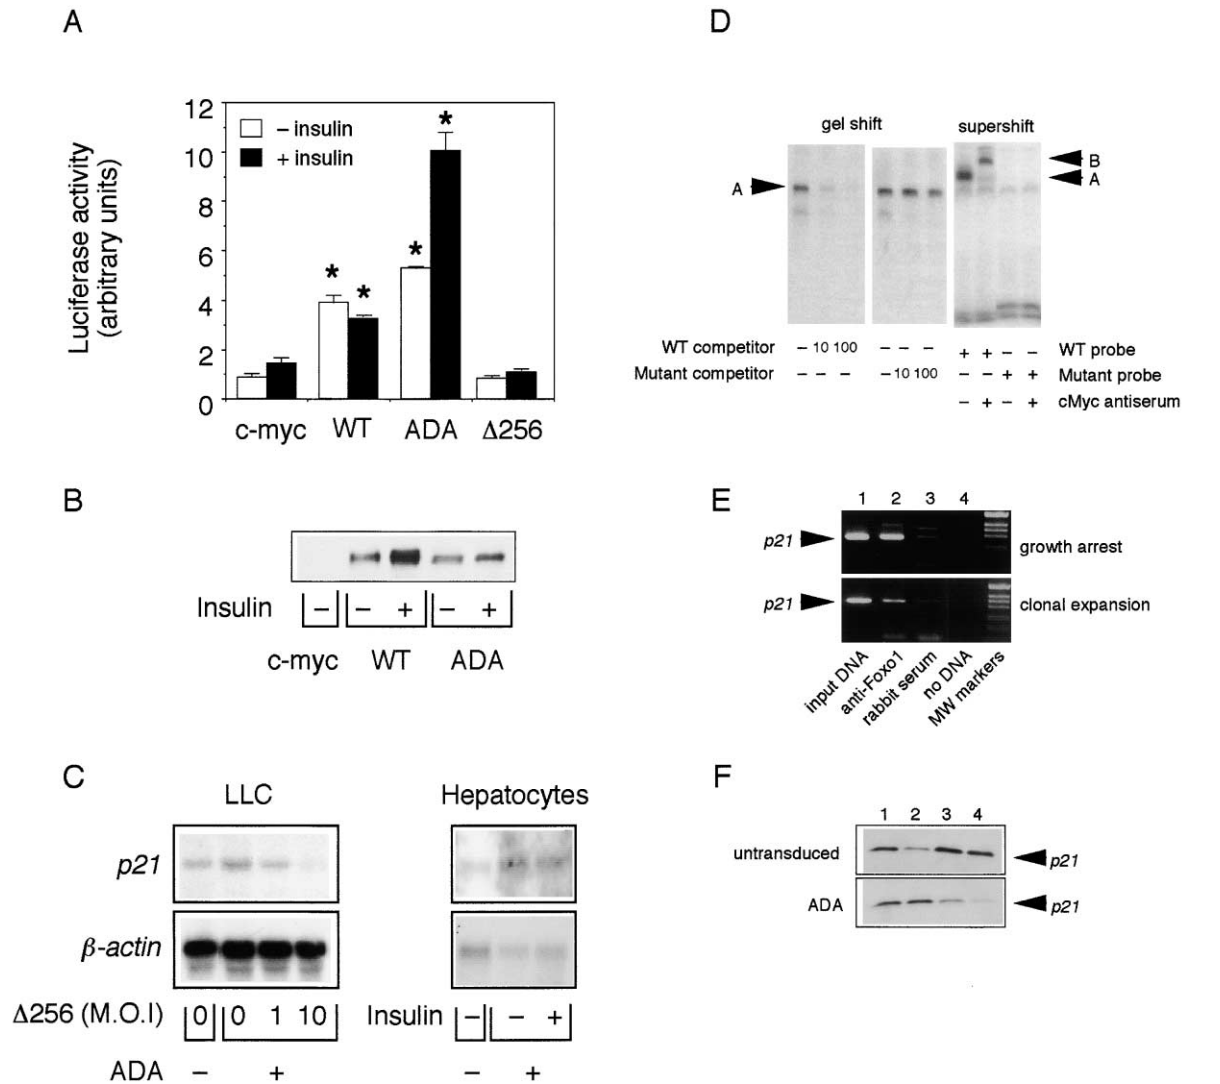 A
Luciferase activity
(arbitrary units)
12
10
8
6
4
2
0
– insulin
+ insulin
*
*
*
*
c-myc WT ADA Δ256
B
Insulin – – + – +
c-myc WT ADA
C
LLC Hepatocytes
p21
β-actin
Δ256 (M.O.I) 0 0 1 10 Insulin – – +
ADA – + – +
D
gel shift supershift
A B
A
WT competitor – 10 100 – – – + + – – WT probe
Mutant competitor – – – – 10 100 – – + + Mutant probe
– + – + cMyc antiserum
E
1 2 3 4
p21 growth arrest
p21 clonal expansion
input DNA
anti-Foxo1
rabbit serum
no DNA
MW markers
F
1 2 3 4
untransduced p21
ADA p21